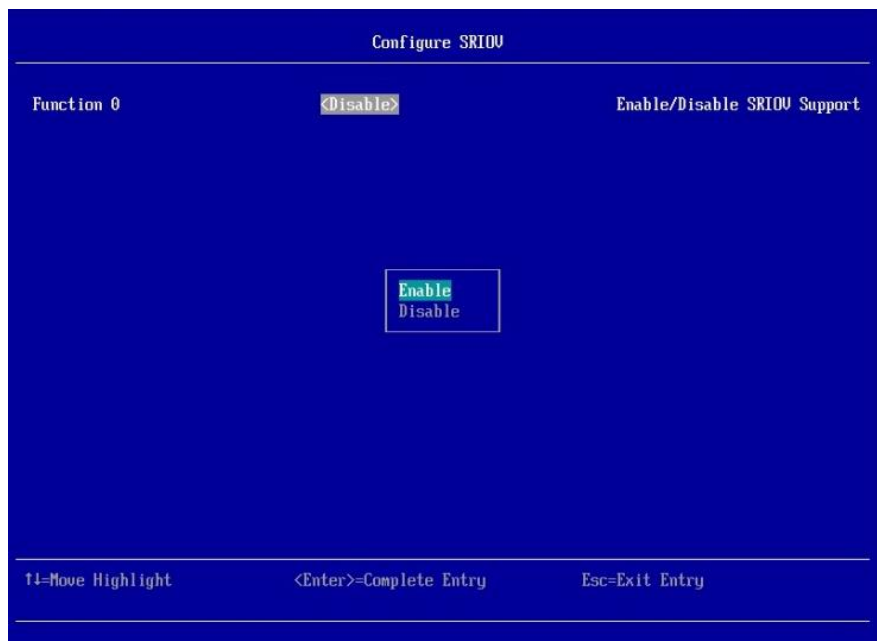 Configure SRIOV
Function 0 <Disable> Enable/Disable SRIOV Support
Enable
Disable
↑↓=Move Highlight <Enter>=Complete Entry Esc=Exit Entry